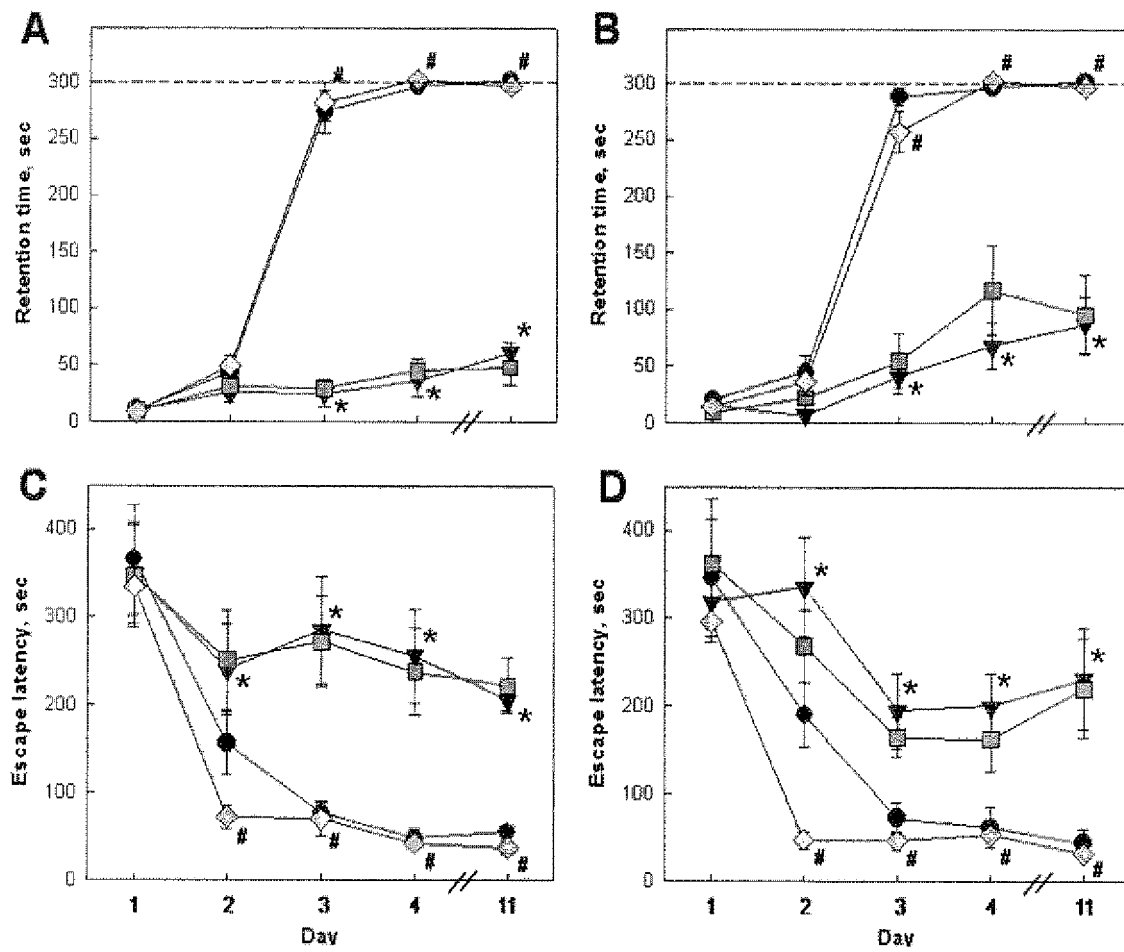 A
B
# # #
# #
300
250
200
150
100
50
0
Retention time, sec
* * *
//
300
250
200
150
100
50
0
Retention time, sec
#
* * *
//
C
D
400
300
200
100
0
Escape latency, sec
* * * *
# # # #
//
1 2 3 4 11
Day
400
300
200
100
0
Escape latency, sec
* * * *
# # # #
//
1 2 3 4 11
Day